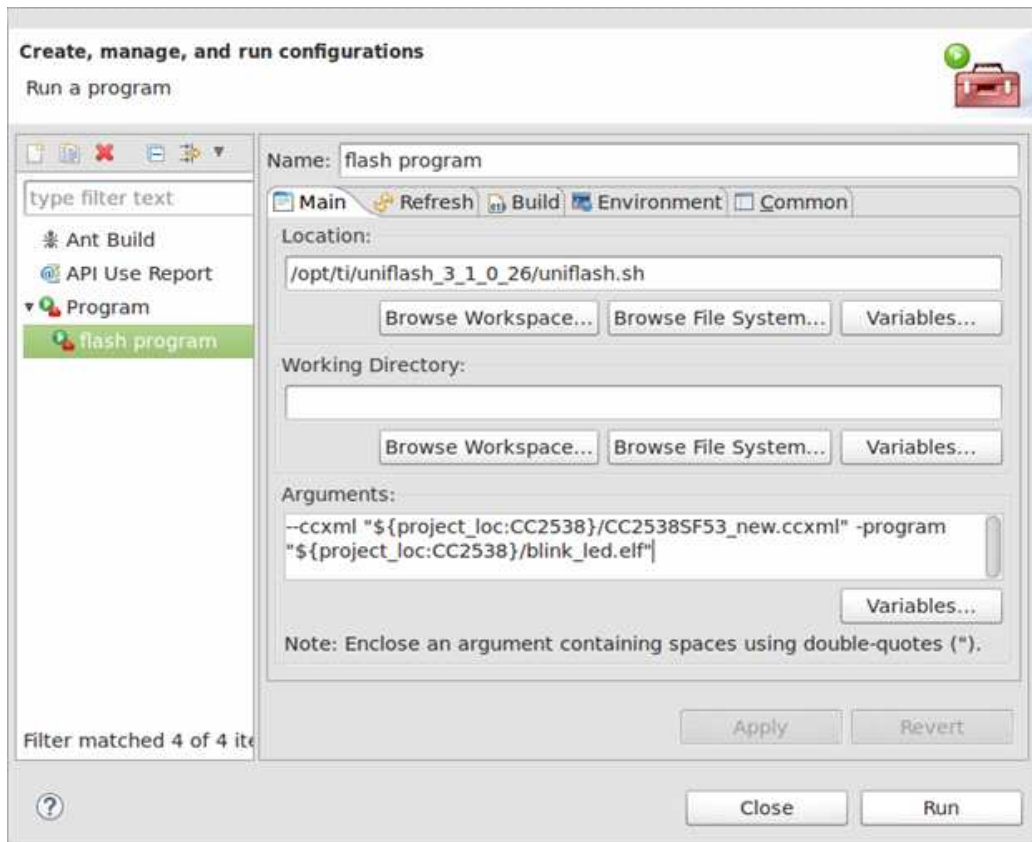 Create, manage, and run configurations
Run a program
type filter text
Ant Build
API Use Report
Program
flash program
Filter matched 4 of 4 ite
Name: flash program
Main Refresh Build Environment Common
Location:
/opt/ti/uniflash_3_1_0_26/uniflash.sh
Browse Workspace... Browse File System... Variables...
Working Directory:
Browse Workspace... Browse File System... Variables...
Arguments:
--ccxml "${project_loc:CC2538}/CC2538SF53_new.ccxml" -program
"${project_loc:CC2538}/blink_led.elf"
Variables...
Note: Enclose an argument containing spaces using double-quotes (").
Apply Revert
? Close Run